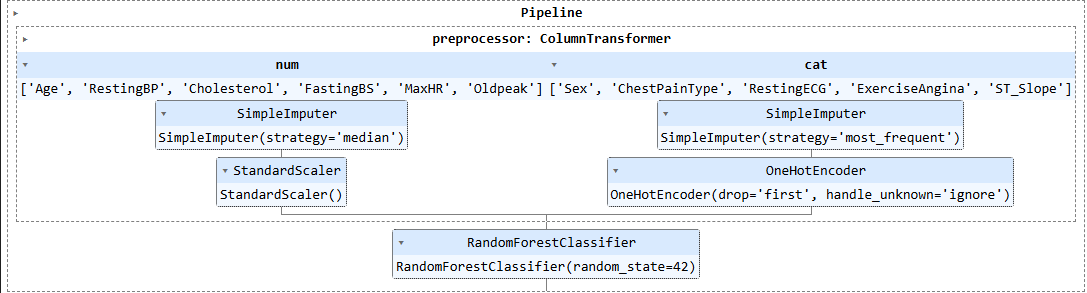 Pipeline
preprocessor: ColumnTransformer
num
['Age', 'RestingBP', 'Cholesterol', 'FastingBS', 'MaxHR', 'Oldpeak']
SimpleImputer
SimpleImputer(strategy='median')
StandardScaler
StandardScaler()
cat
['Sex', 'ChestPainType', 'RestingECG', 'ExerciseAngina', 'ST_Slope']
SimpleImputer
SimpleImputer(strategy='most_frequent')
OneHotEncoder
OneHotEncoder(drop='first', handle_unknown='ignore')
RandomForestClassifier
RandomForestClassifier(random_state=42)